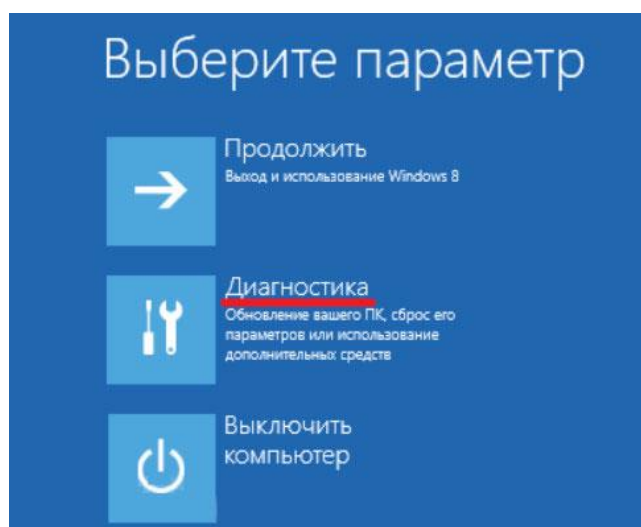 Выберите параметр
Продолжить
Выход и использование Windows 8
Диагностика
Обновление вашего ПК, сброс его
параметров или использование
дополнительных средств
Выключить
компьютер